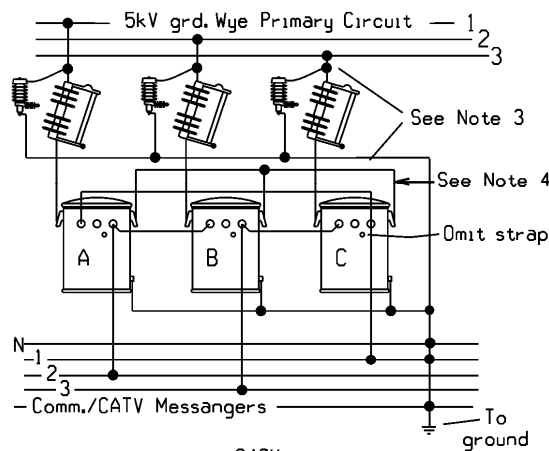 5kV grd. Wye Primary Circuit
1
2
3
See Note 3
See Note 4
Omit strap
A
B
C
N
1
2
3
Comm./CATV Messangers
To
ground